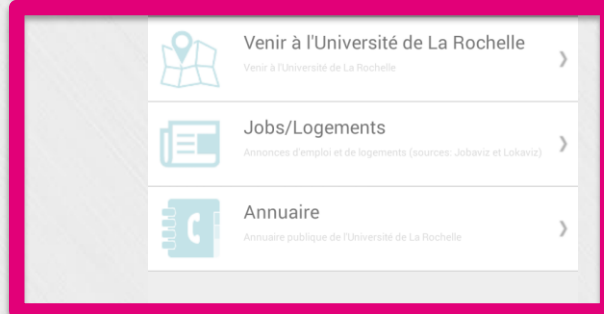 Venir à l'Université de La Rochelle
Venir à l'Université de La Rochelle
Jobs/Logements
Annonces d'emploi et de logements (sources: Jobaviz et Lokaviz)
Annuaire
Annuaire publique de l'Université de La Rochelle